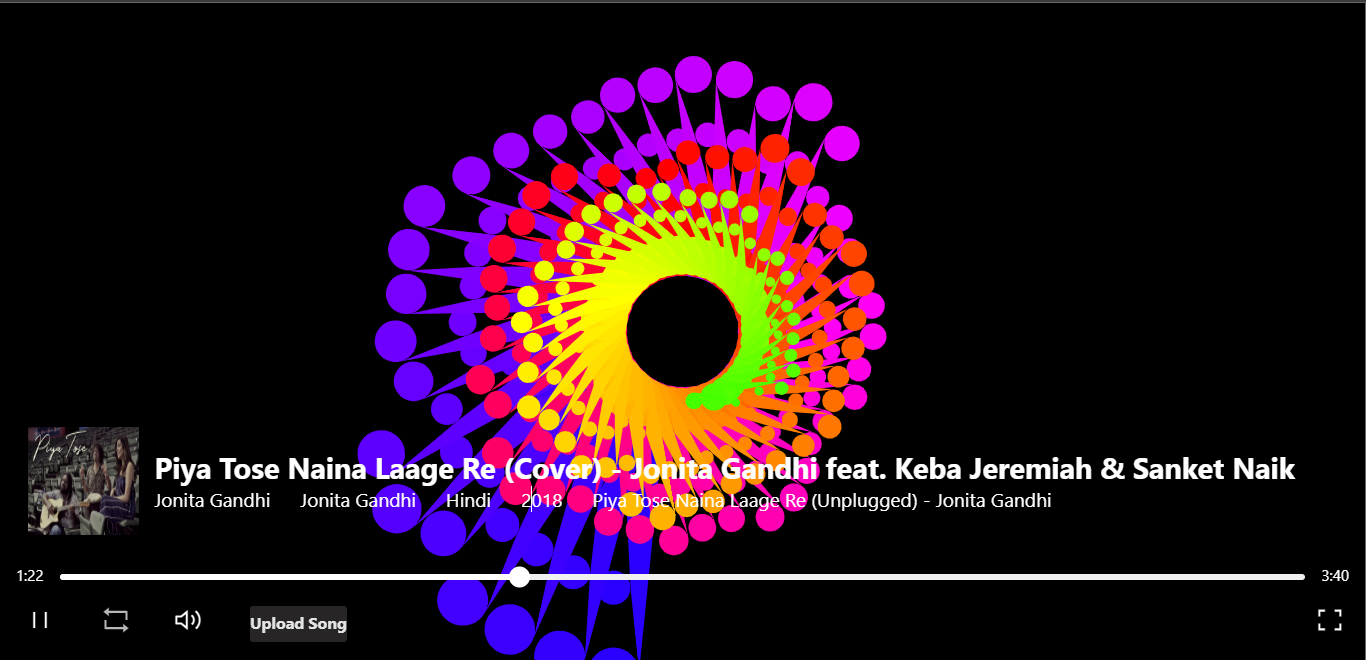 Piya Tose
Piya Tose Naina Laage Re (Cover) - Jonita Gandhi feat. Keba Jeremiah & Sanket Naik
Jonita Gandhi Jonita Gandhi Hindi 2018 Piya Tose Naina Laage Re (Unplugged) - Jonita Gandhi
1:22 3:40
Upload Song